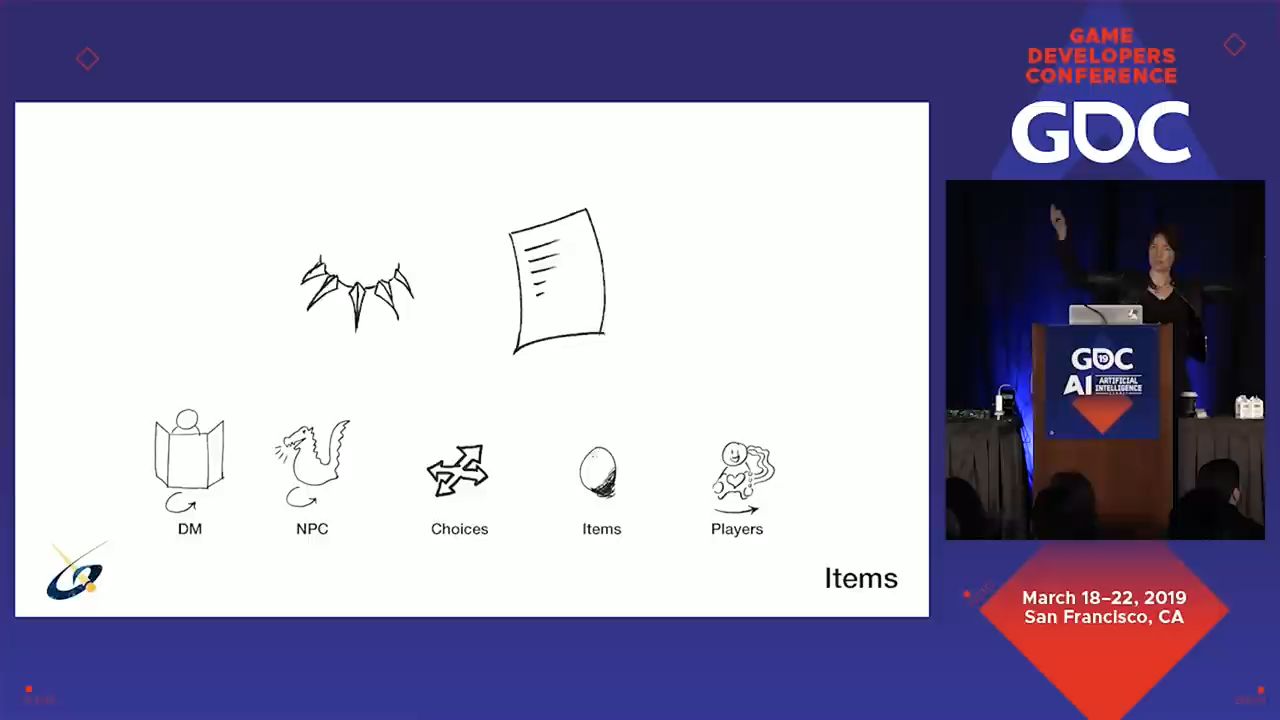 GAME
DEVELOPERS
CONFERENCE
GDC
GDC
19
AI ARTIFICIAL
INTELLIGENCE
DM
NPC
Choices
Items
Players
Items
March 18–22, 2019
San Francisco, CA